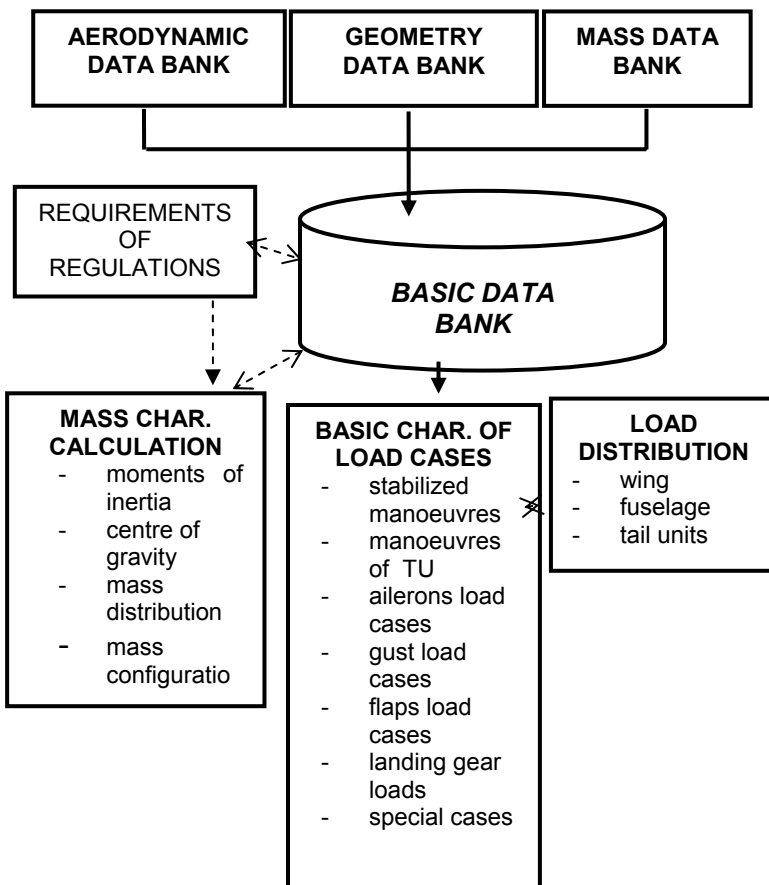 AERODYNAMIC
DATA BANK
GEOMETRY
DATA BANK
MASS DATA
BANK
REQUIREMENTS
OF
REGULATIONS
BASIC DATA
BANK
MASS CHAR.
CALCULATION
- moments of
inertia
- centre of
gravity
- mass
distribution
- mass
configuratio
BASIC CHAR. OF
LOAD CASES
- stabilized
manoeuvres
- manoeuvres
of TU
- ailerons load
cases
- gust load
cases
- flaps load
cases
- landing gear
loads
- special cases
LOAD
DISTRIBUTION
- wing
- fuselage
- tail units